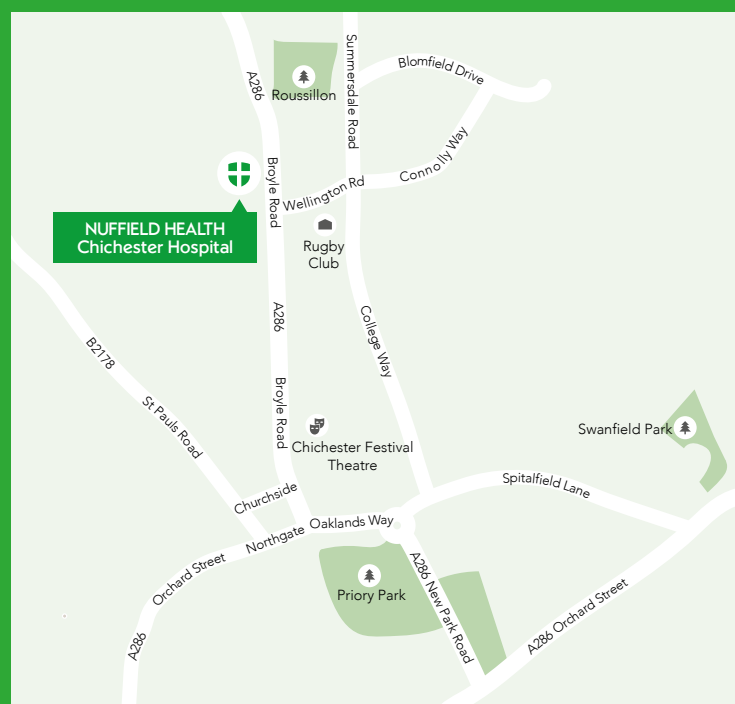 Summersdale Road
Blomfield Drive
A286
Roussillon
Connolly Way
Broyle Road
Wellington Rd
NUFFIELD HEALTH
Chichester Hospital
Rugby
Club
A286
College Way
B2178
St Pauls Road
Broyle Road
Chichester Festival
Theatre
Swanfield Park
Churchside
Spitalfield Lane
Oaklands Way
Northgate
Orchard Street
Priory Park
A286 New Park Road
A286 Orchard Street
A286